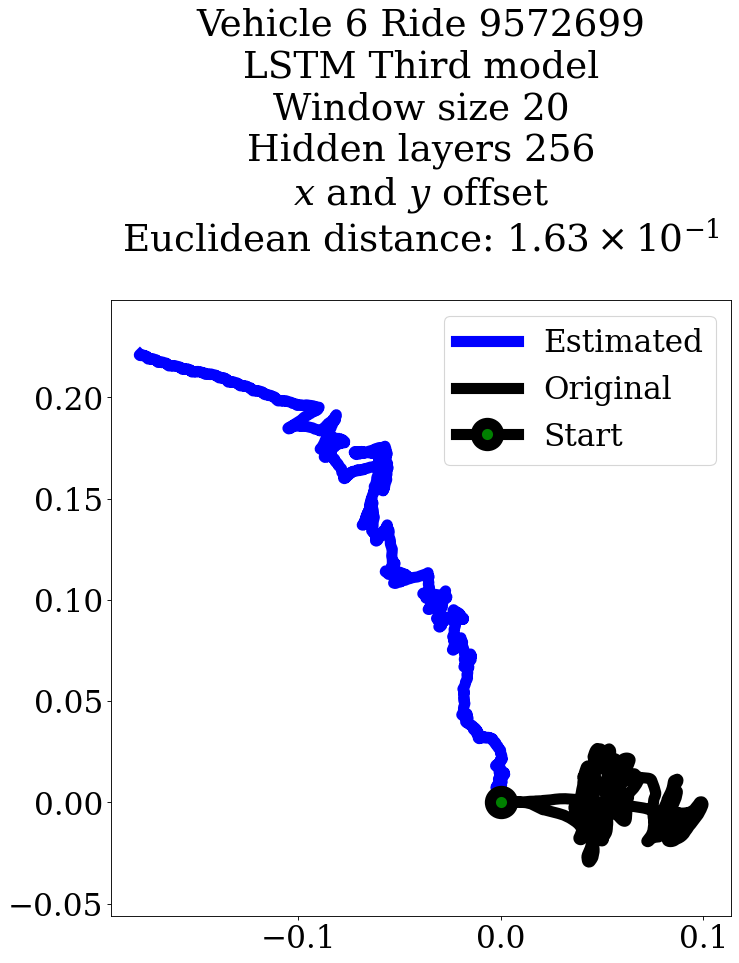 Vehicle 6 Ride 9572699
LSTM Third model
Window size 20
Hidden layers 256
x and y offset
Euclidean distance: 1.63 × 10⁻¹
Estimated
Original
Start
0.20
0.15
0.10
0.05
0.00
−0.05
−0.1
0.0
0.1